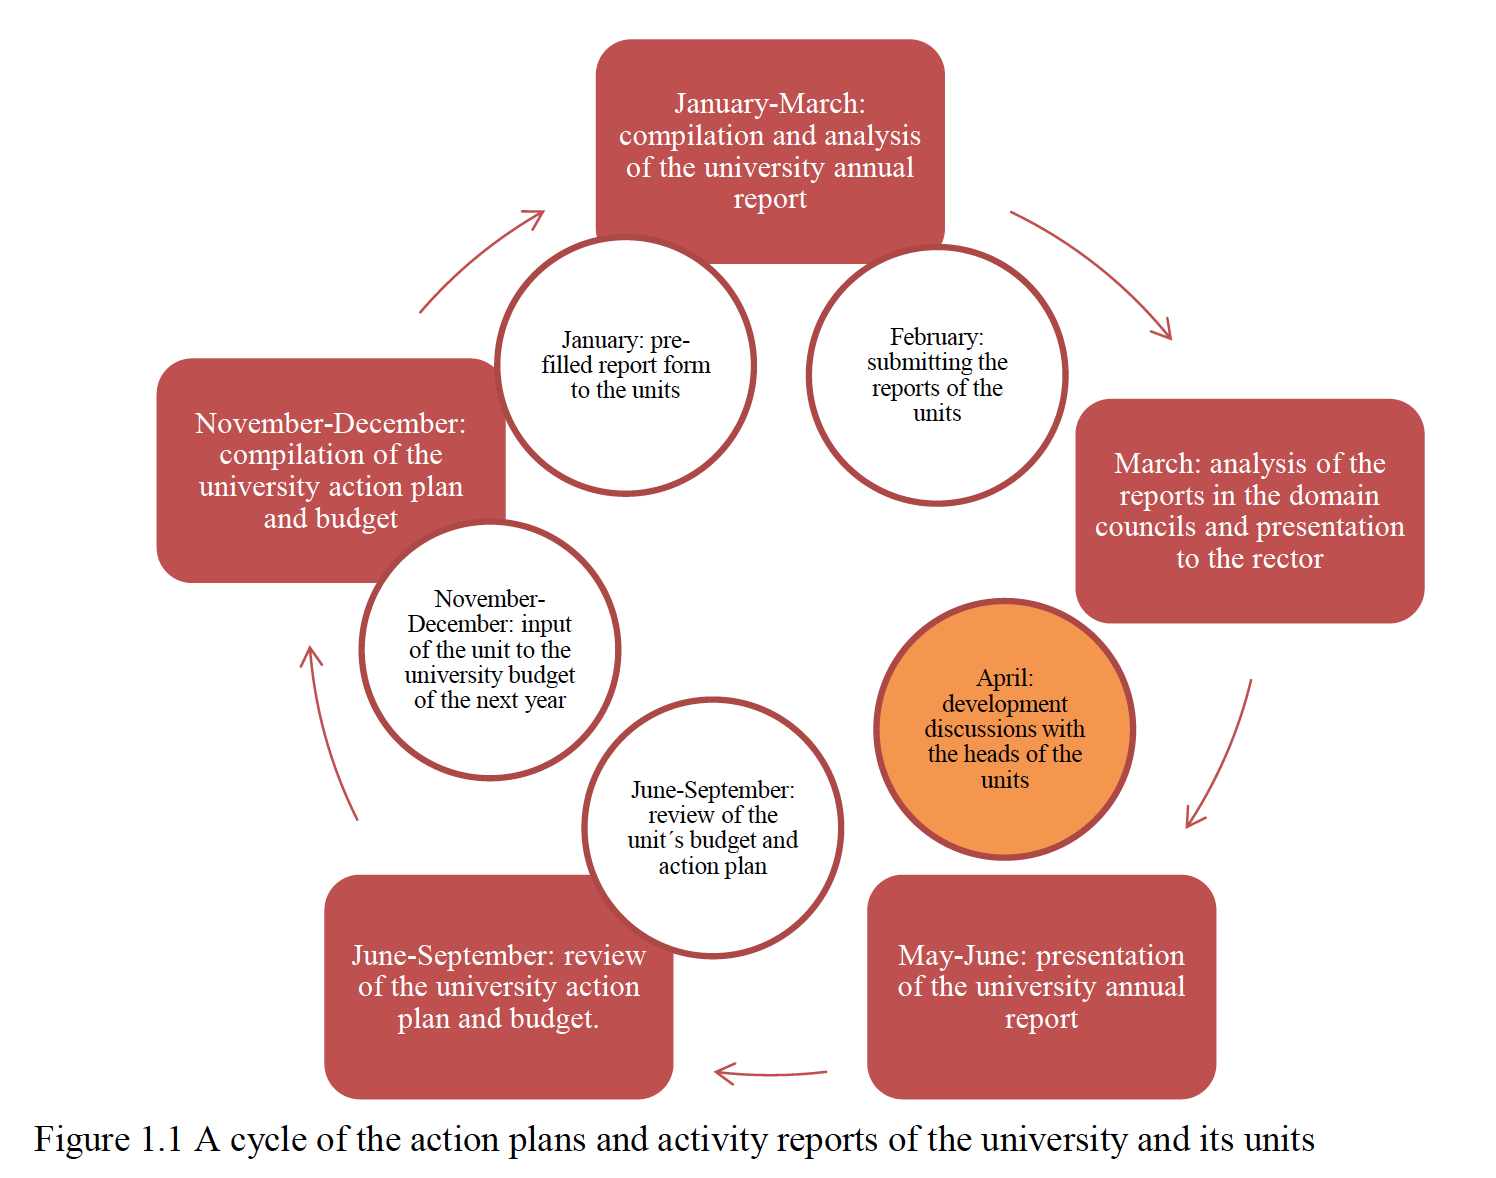 January-March:
compilation and analysis
of the university annual
report
January: pre-
filled report form
to the units
February:
submitting the
reports of the
units
November-December:
compilation of the
university action plan
and budget
March: analysis of the
reports in the domain
councils and presentation
to the rector
November-
December: input
of the unit to the
university budget
of the next year
April:
development
discussions with
the heads of the
units
June-September:
review of the
unit´s budget and
action plan
June-September: review
of the university action
plan and budget.
May-June: presentation
of the university annual
report
Figure 1.1 A cycle of the action plans and activity reports of the university and its units